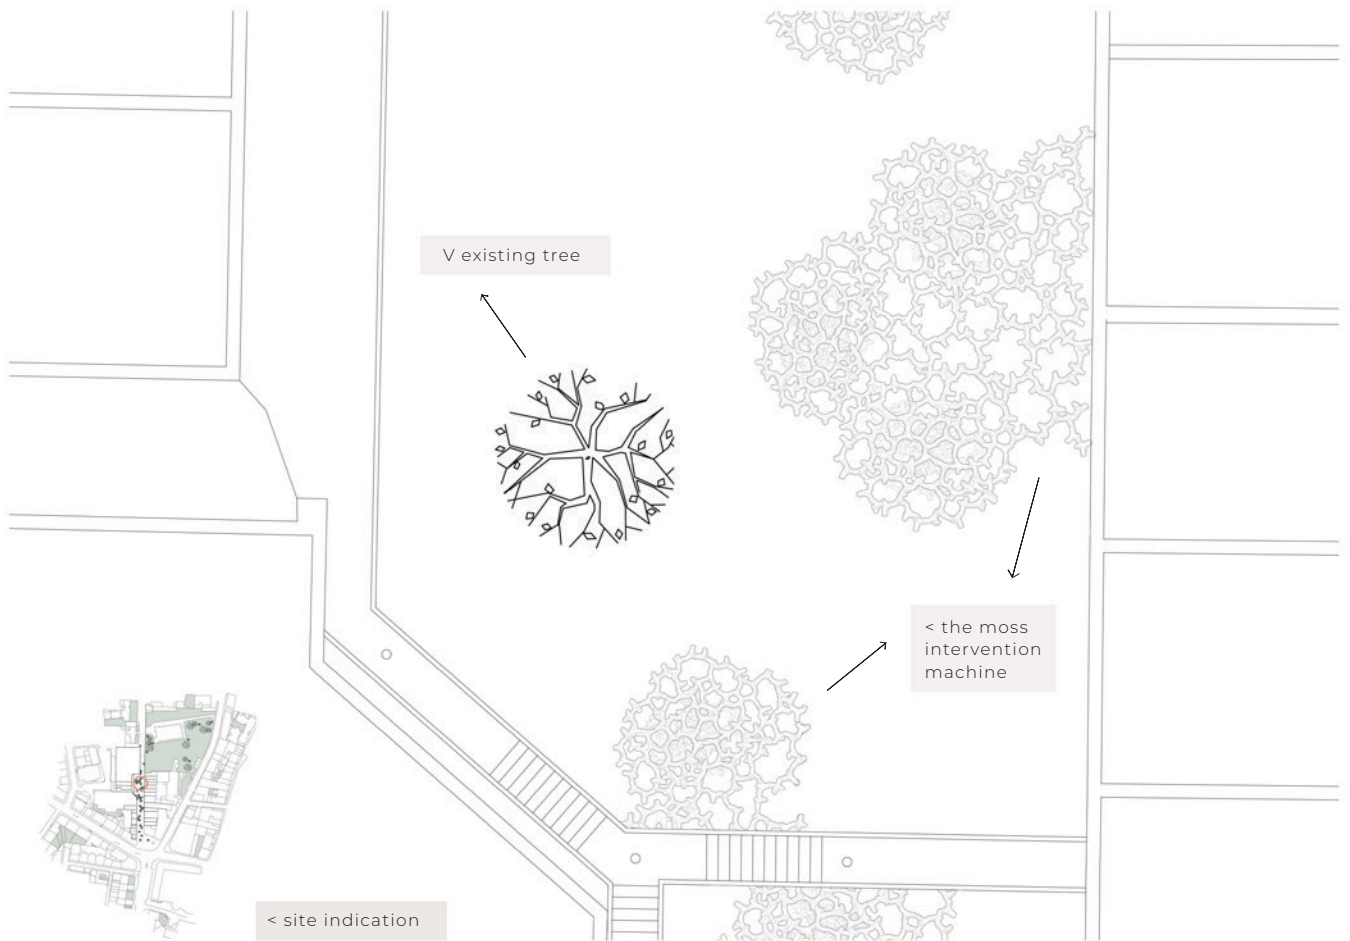 V existing tree
< the moss
intervention
machine
< site indication